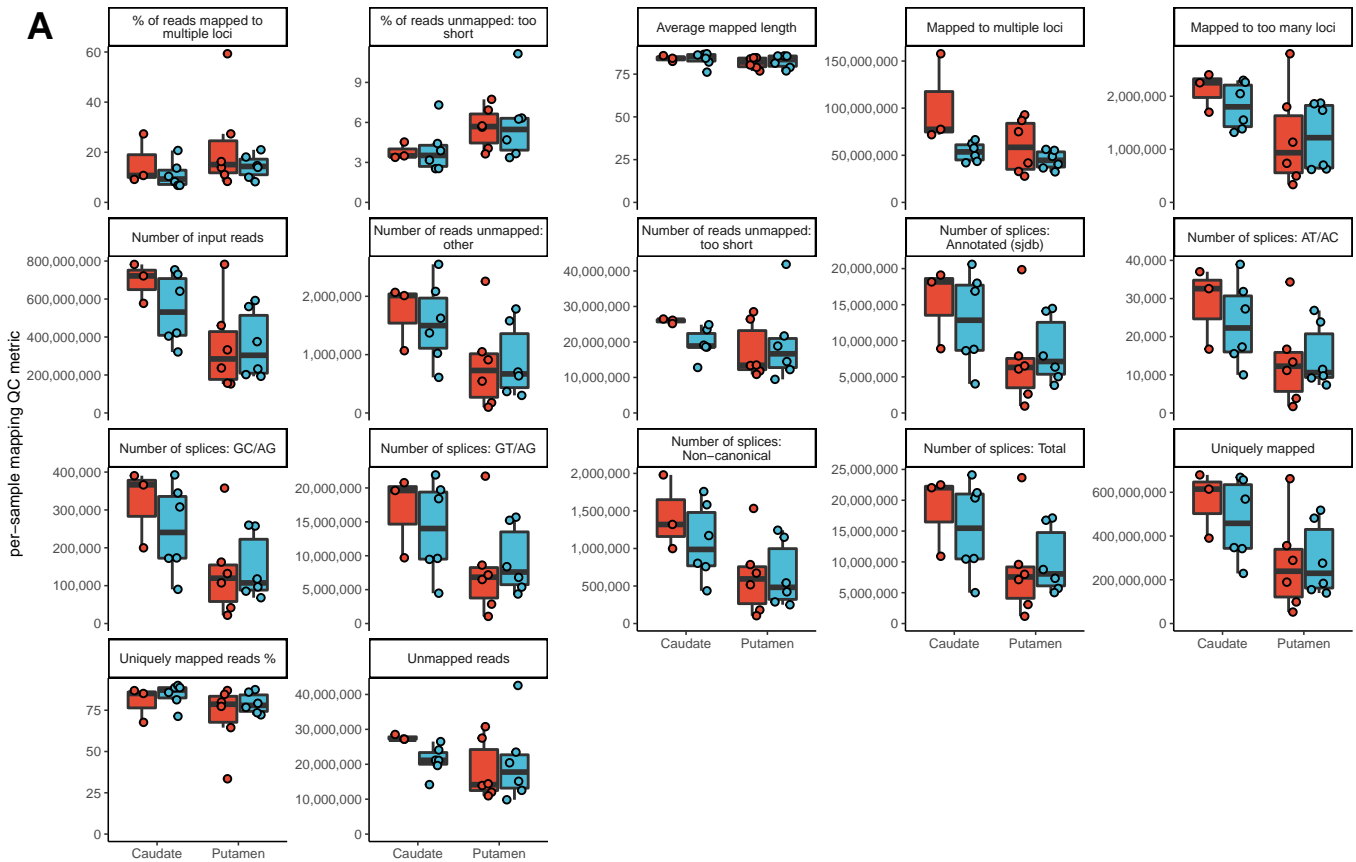 A
per−sample mapping QC metric
% of reads mapped to
multiple loci
60
40
20
0
% of reads unmapped: too
short
9
6
3
0
Average mapped length
75
50
25
0
Mapped to multiple loci
150,000,000
100,000,000
50,000,000
0
Mapped to too many loci
2,000,000
1,000,000
0
Number of input reads
800,000,000
600,000,000
400,000,000
200,000,000
0
Number of reads unmapped:
other
2,000,000
1,000,000
0
Number of reads unmapped:
too short
40,000,000
30,000,000
20,000,000
10,000,000
0
Number of splices:
Annotated (sjdb)
20,000,000
15,000,000
10,000,000
5,000,000
0
Number of splices: AT/AC
40,000
30,000
20,000
10,000
0
Number of splices: GC/AG
400,000
300,000
200,000
100,000
0
Number of splices: GT/AG
20,000,000
15,000,000
10,000,000
5,000,000
0
Number of splices:
Non−canonical
2,000,000
1,500,000
1,000,000
500,000
0
Caudate Putamen
Number of splices: Total
25,000,000
20,000,000
15,000,000
10,000,000
5,000,000
0
Caudate Putamen
Uniquely mapped
600,000,000
400,000,000
200,000,000
0
Caudate Putamen
Uniquely mapped reads %
75
50
25
0
Caudate Putamen
Unmapped reads
40,000,000
30,000,000
20,000,000
10,000,000
0
Caudate Putamen